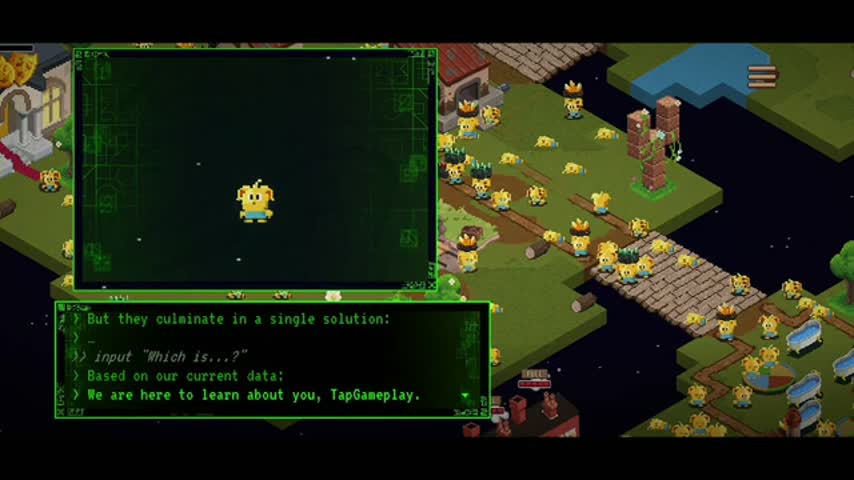 > But they culminate in a single solution:
> _
>> input "Which is...?"
> Based on our current data:
> We are here to learn about you, TapGameplay.
FULL